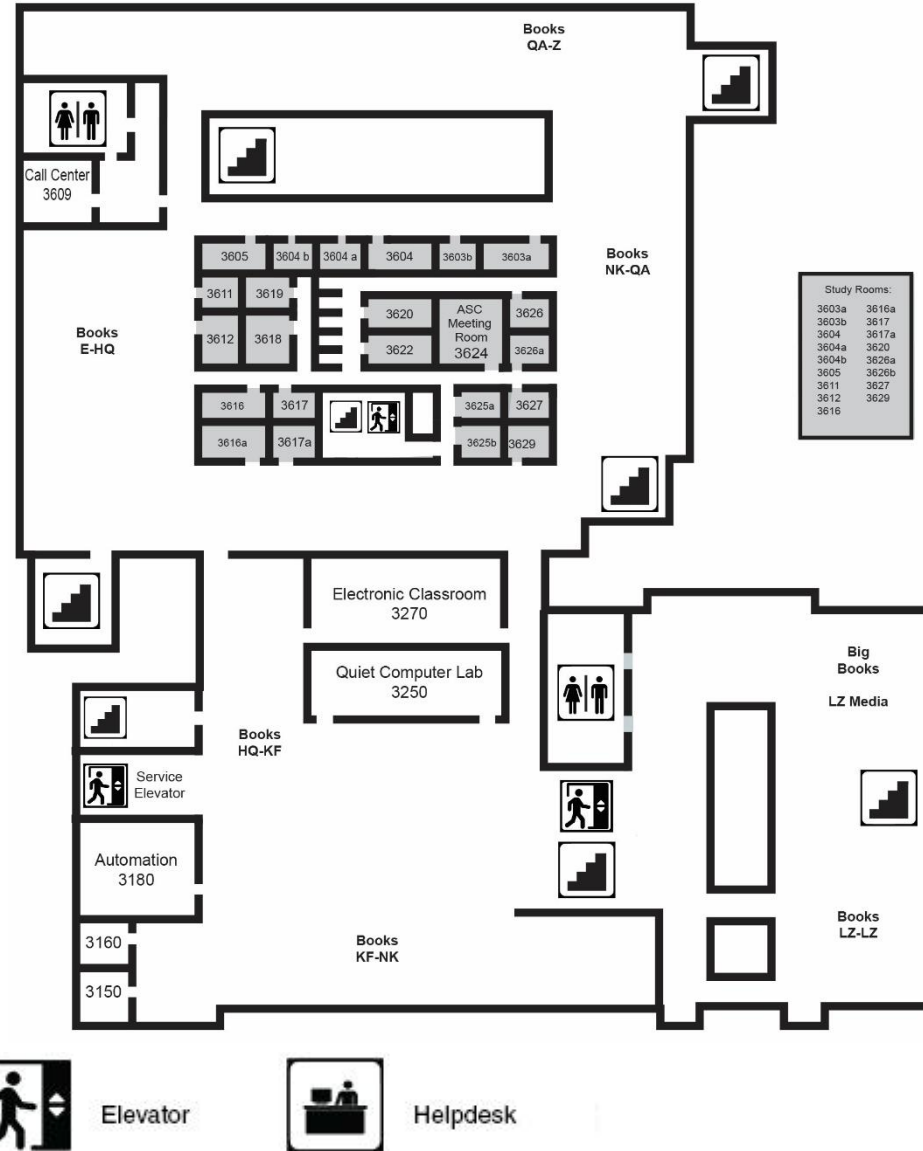 Books
QA-Z
Call Center
3609
3605
3604 b
3604 a
3604
3603b
3603a
Books
NK-QA
3611
3619
3620
ASC
Meeting
Room
3624
3626
Books
E-HQ
3612
3618
3622
3626a
Study Rooms:
3603a 3616a
3603b 3617
3604 3617a
3604a 3620
3604b 3626a
3605 3626b
3611 3627
3612 3629
3616
3616
3617
3625a
3627
3616a
3617a
3625b
3629
Electronic Classroom
3270
Quiet Computer Lab
3250
Big
Books
LZ Media
Books
HQ-KF
Service
Elevator
Automation
3180
3160
3150
Books
KF-NK
Books
LZ-LZ
Elevator
Helpdesk